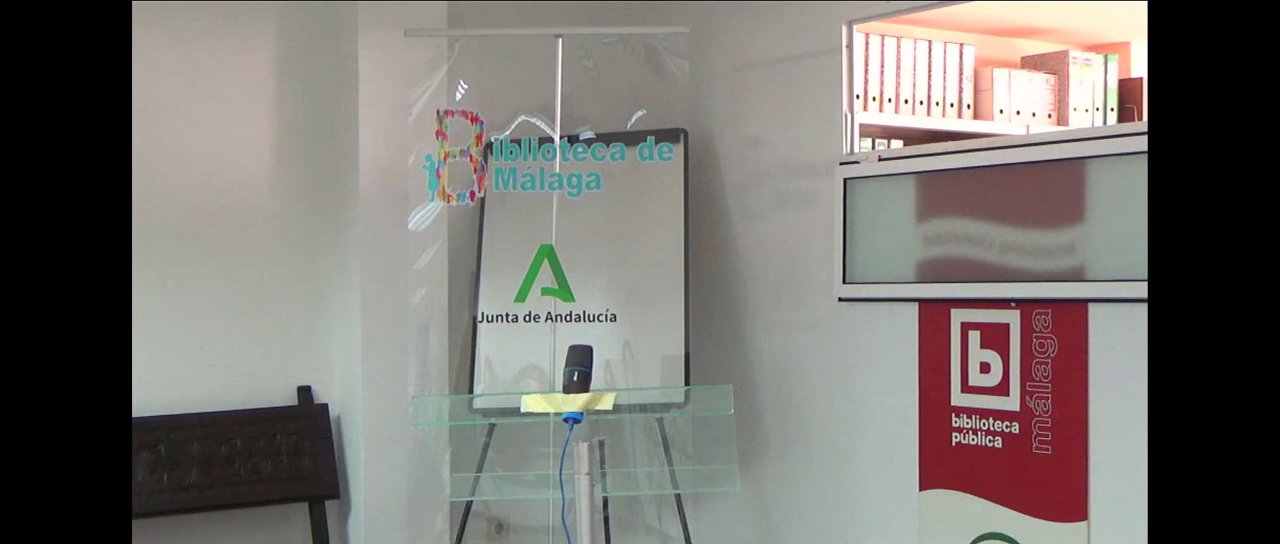 Biblioteca de
Málaga
Junta de Andalucía
b
biblioteca
pública
málaga